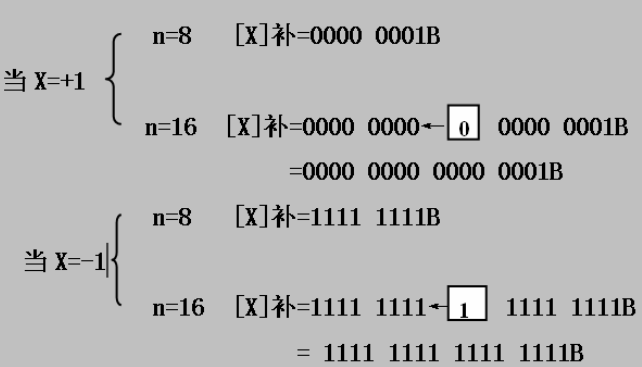 n=8 [X]补=0000 0001B
当 X=+1
n=16 [X]补=0000 0000← 0 0000 0001B
=0000 0000 0000 0001B
n=8 [X]补=1111 1111B
当 X=-1
n=16 [X]补=1111 1111← 1 1111 1111B
= 1111 1111 1111 1111B